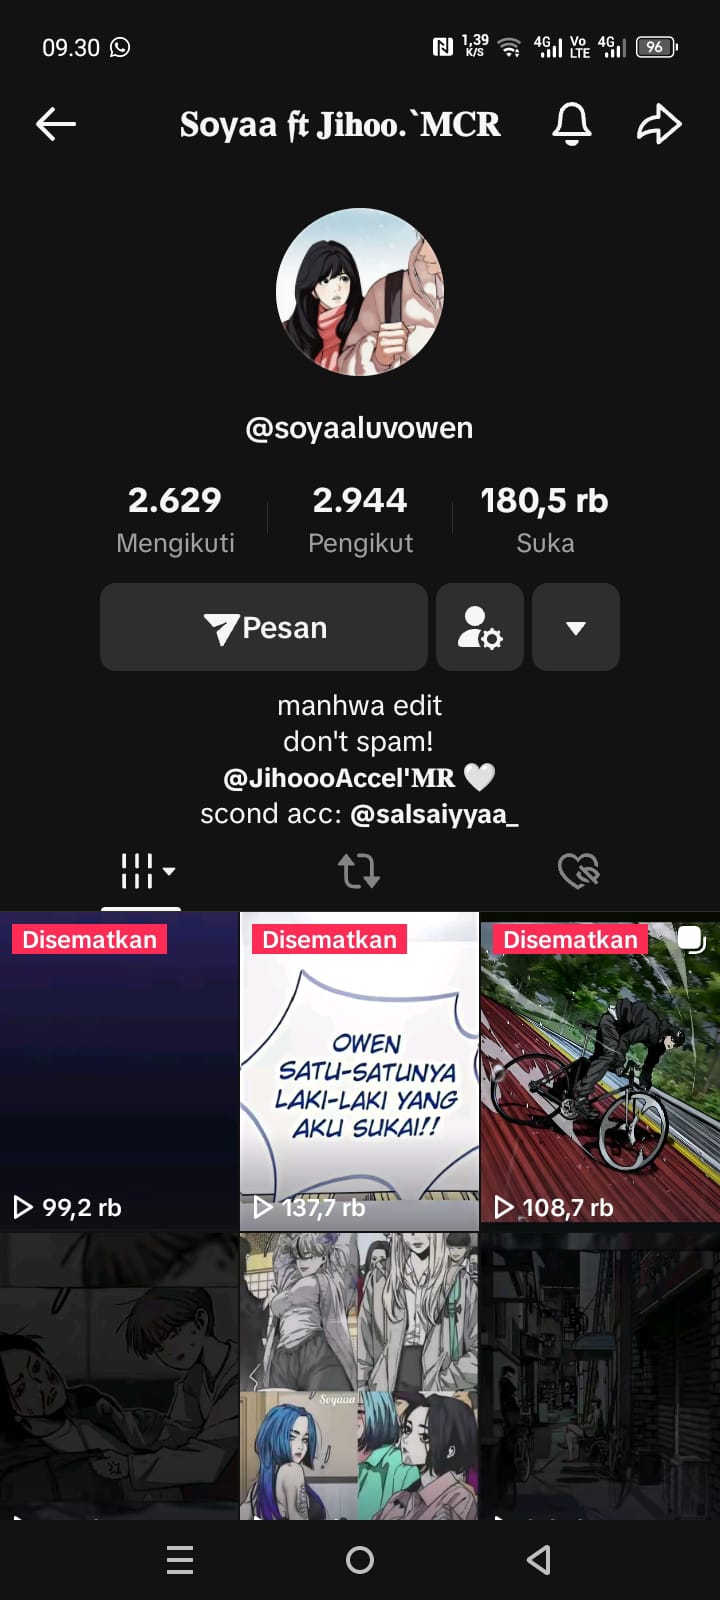 09.30
1,39 K/S 4G Vo LTE 4G 96
Soyaa ft Jihoo.`MCR
@soyaaluvowen
2.629 2.944 180,5 rb
Mengikuti Pengikut Suka
Pesan
manhwa edit
don't spam!
@JihoooAccel'MR 🤍
scond acc: @salsaiyyaa_
Disematkan Disematkan Disematkan
OWEN
SATU-SATUNYA
LAKI-LAKI YANG
AKU SUKAI!!
99,2 rb 137,7 rb 108,7 rb
Soyaaa